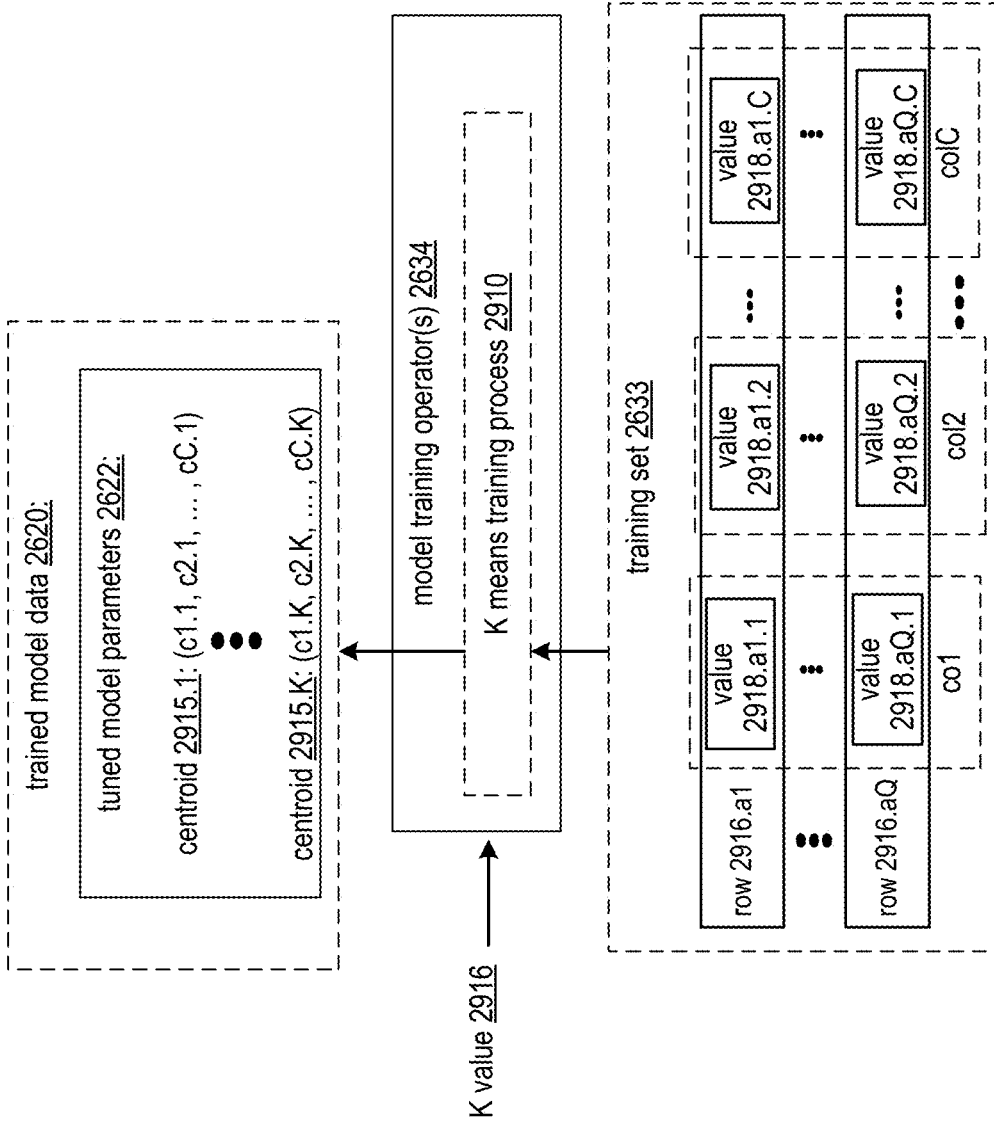 trained model data 2620:
tuned model parameters 2622:
centroid 2915.1: (c1.1, c2.1, ... , cC.1)
centroid 2915.K: (c1.K, c2.K, ... , cC.K)
K value 2916
model training operator(s) 2634
K means training process 2910
training set 2633
row 2916.a1
value
2918.a1.1
value
2918.a1.2
value
2918.a1.C
row 2916.aQ
value
2918.aQ.1
value
2918.aQ.2
value
2918.aQ.C
co1
col2
colC